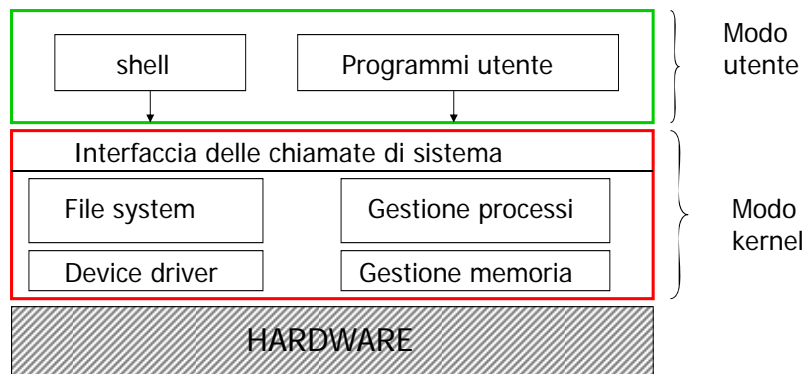 shell
Programmi utente
Modo
utente
Interfaccia delle chiamate di sistema
File system
Gestione processi
Device driver
Gestione memoria
Modo
kernel
HARDWARE